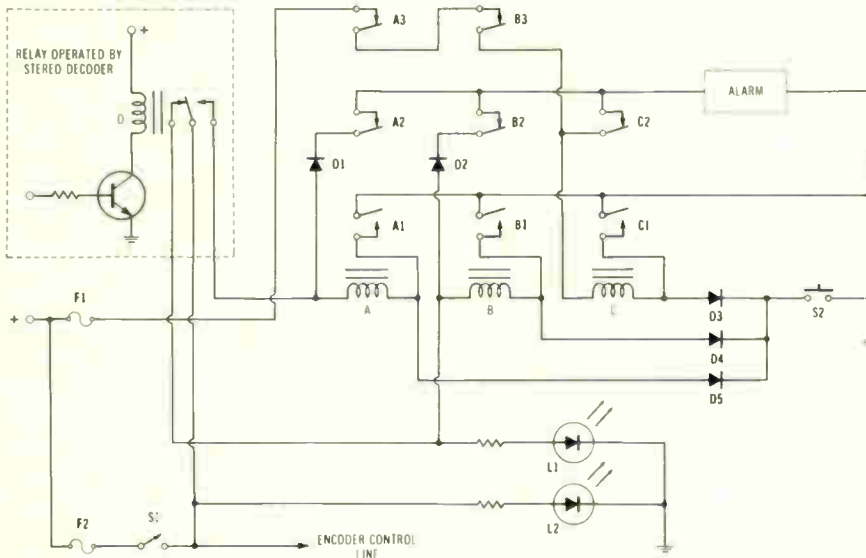 A3
B3
RELAY OPERATED BY
STEREO DECODER
+
D
A2
B2
C2
ALARM
D1
D2
A1
B1
C1
F1
+
A
B
C
D3
S2
D4
D5
L1
L2
F2
S1
ENCODER CONTROL
LINE